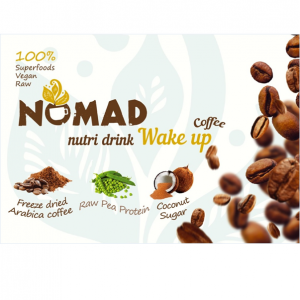 100%
Superfoods
Vegan
Raw
NOMAD
nutri drink Wake up
Coffee
Freeze dried
Arabica coffee
Raw Pea Protein
Coconut
Sugar